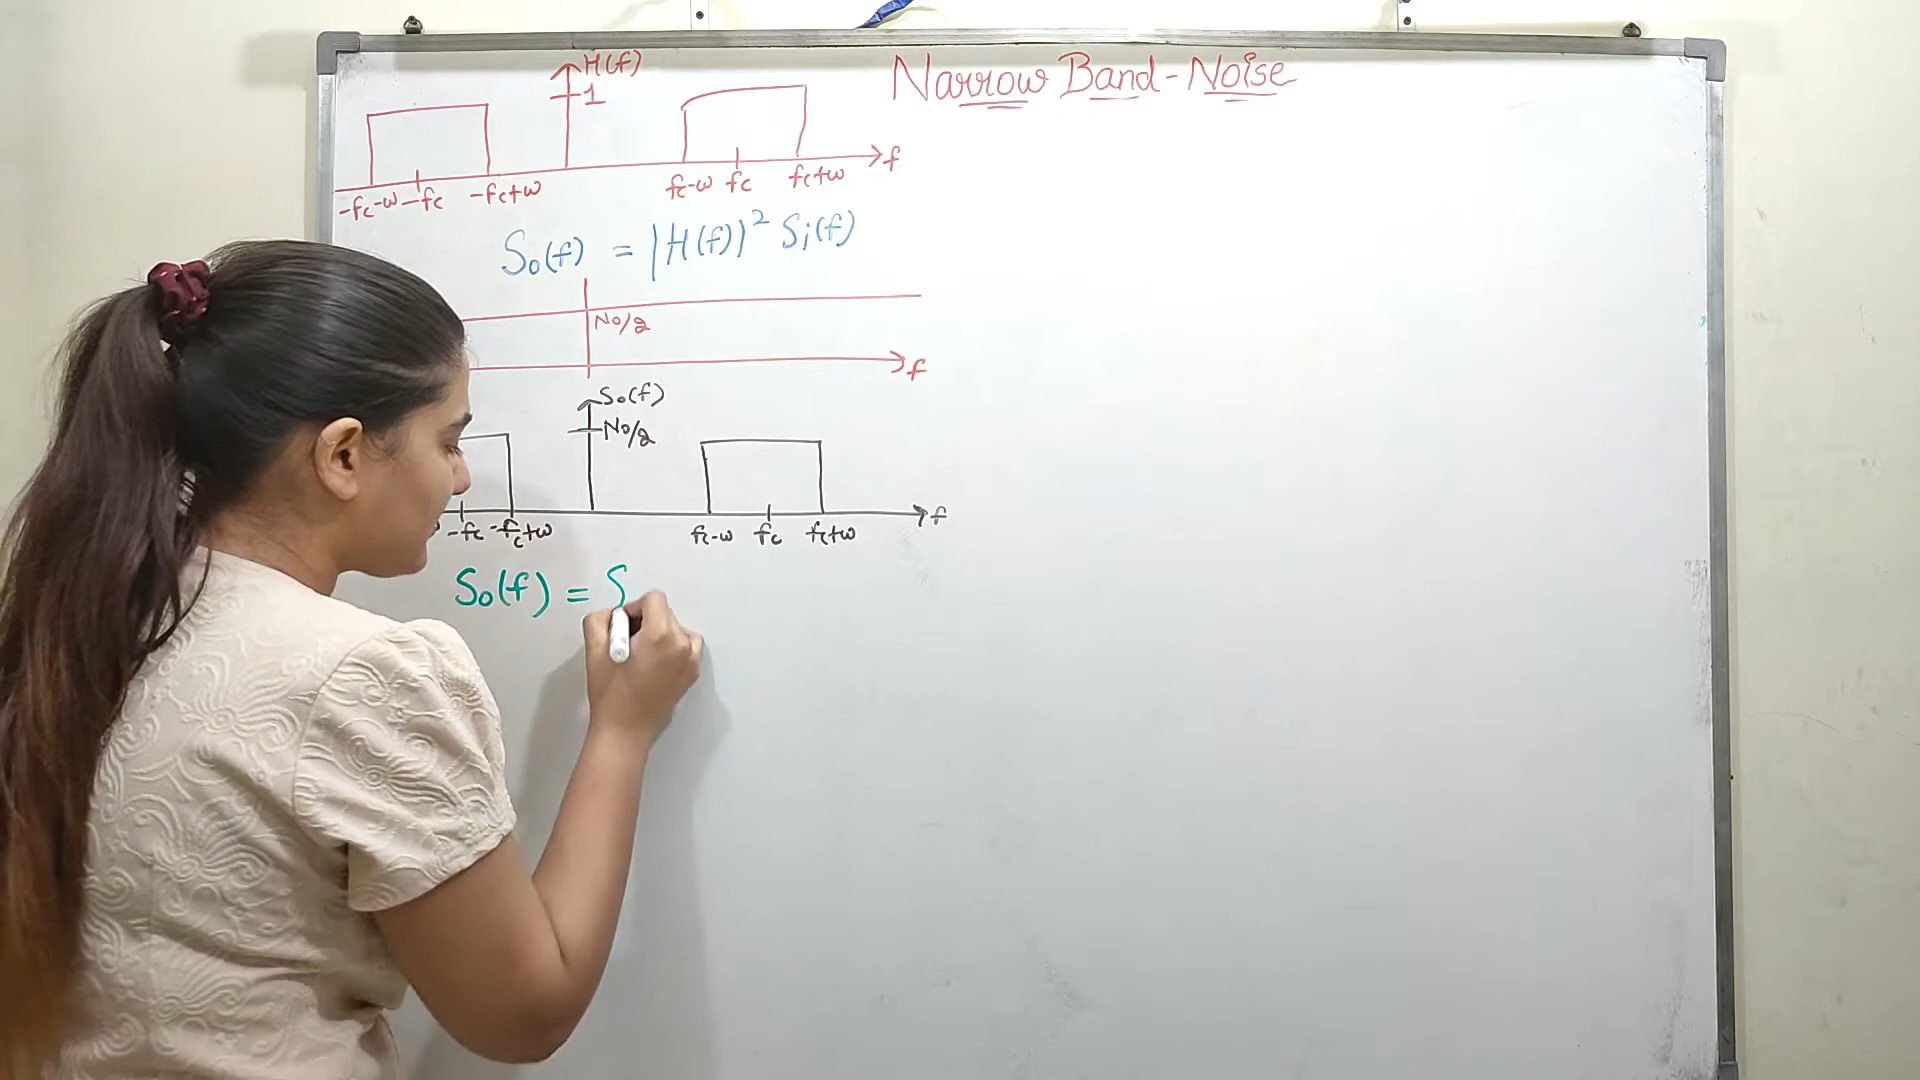 Narrow Band-Noise
H(f)
1
f
-fc-w -fc -fc+w fc-w fc fc+w
So(f) = |H(f)|² Si(f)
No/2
f
So(f)
No/2
-fc -fc+w fc-w fc fc+w f
So(f) = S